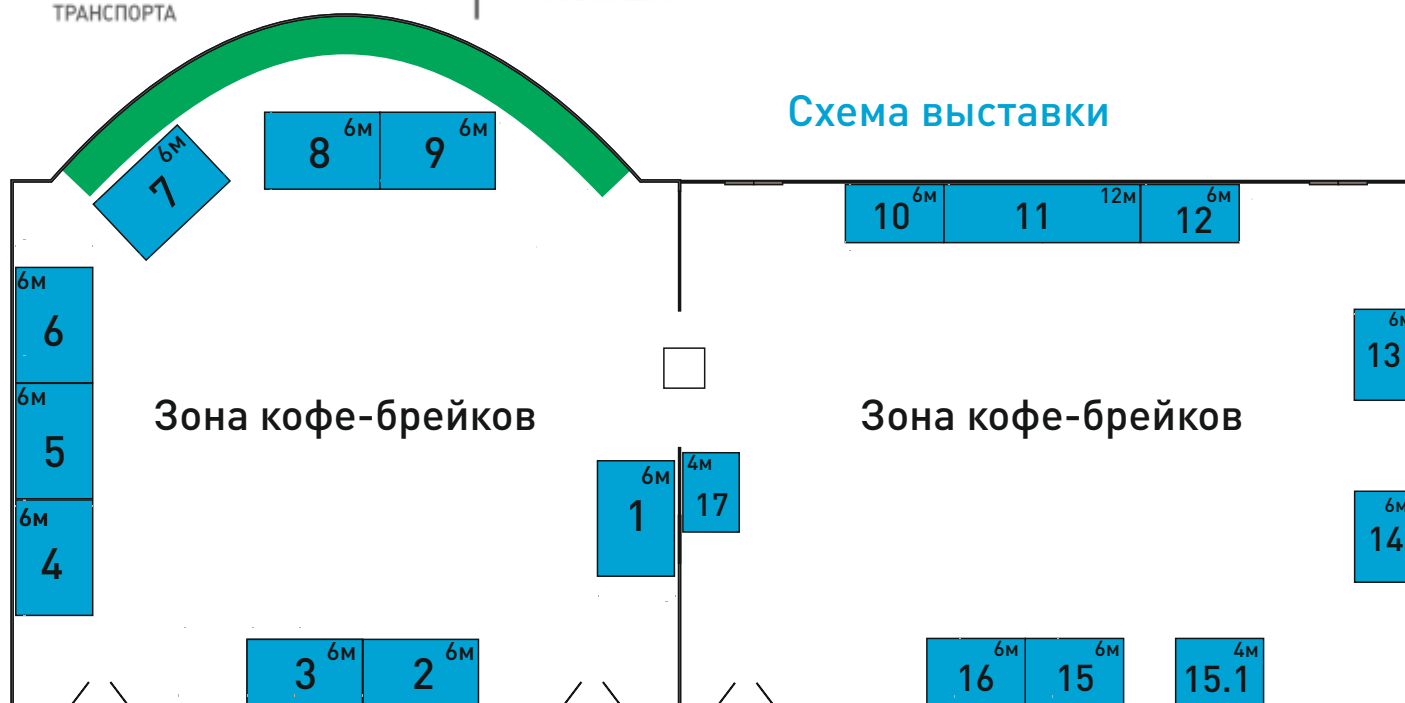 ТРАНСПОРТА
Схема выставки
6м
7
6м
8
6м
9
6м
10
12м
11
6м
12
6м
6
6м
13
6м
5
Зона кофе-брейков
Зона кофе-брейков
6м
1
4м
17
6м
4
6м
14
6м
3
6м
2
6м
16
6м
15
4м
15.1